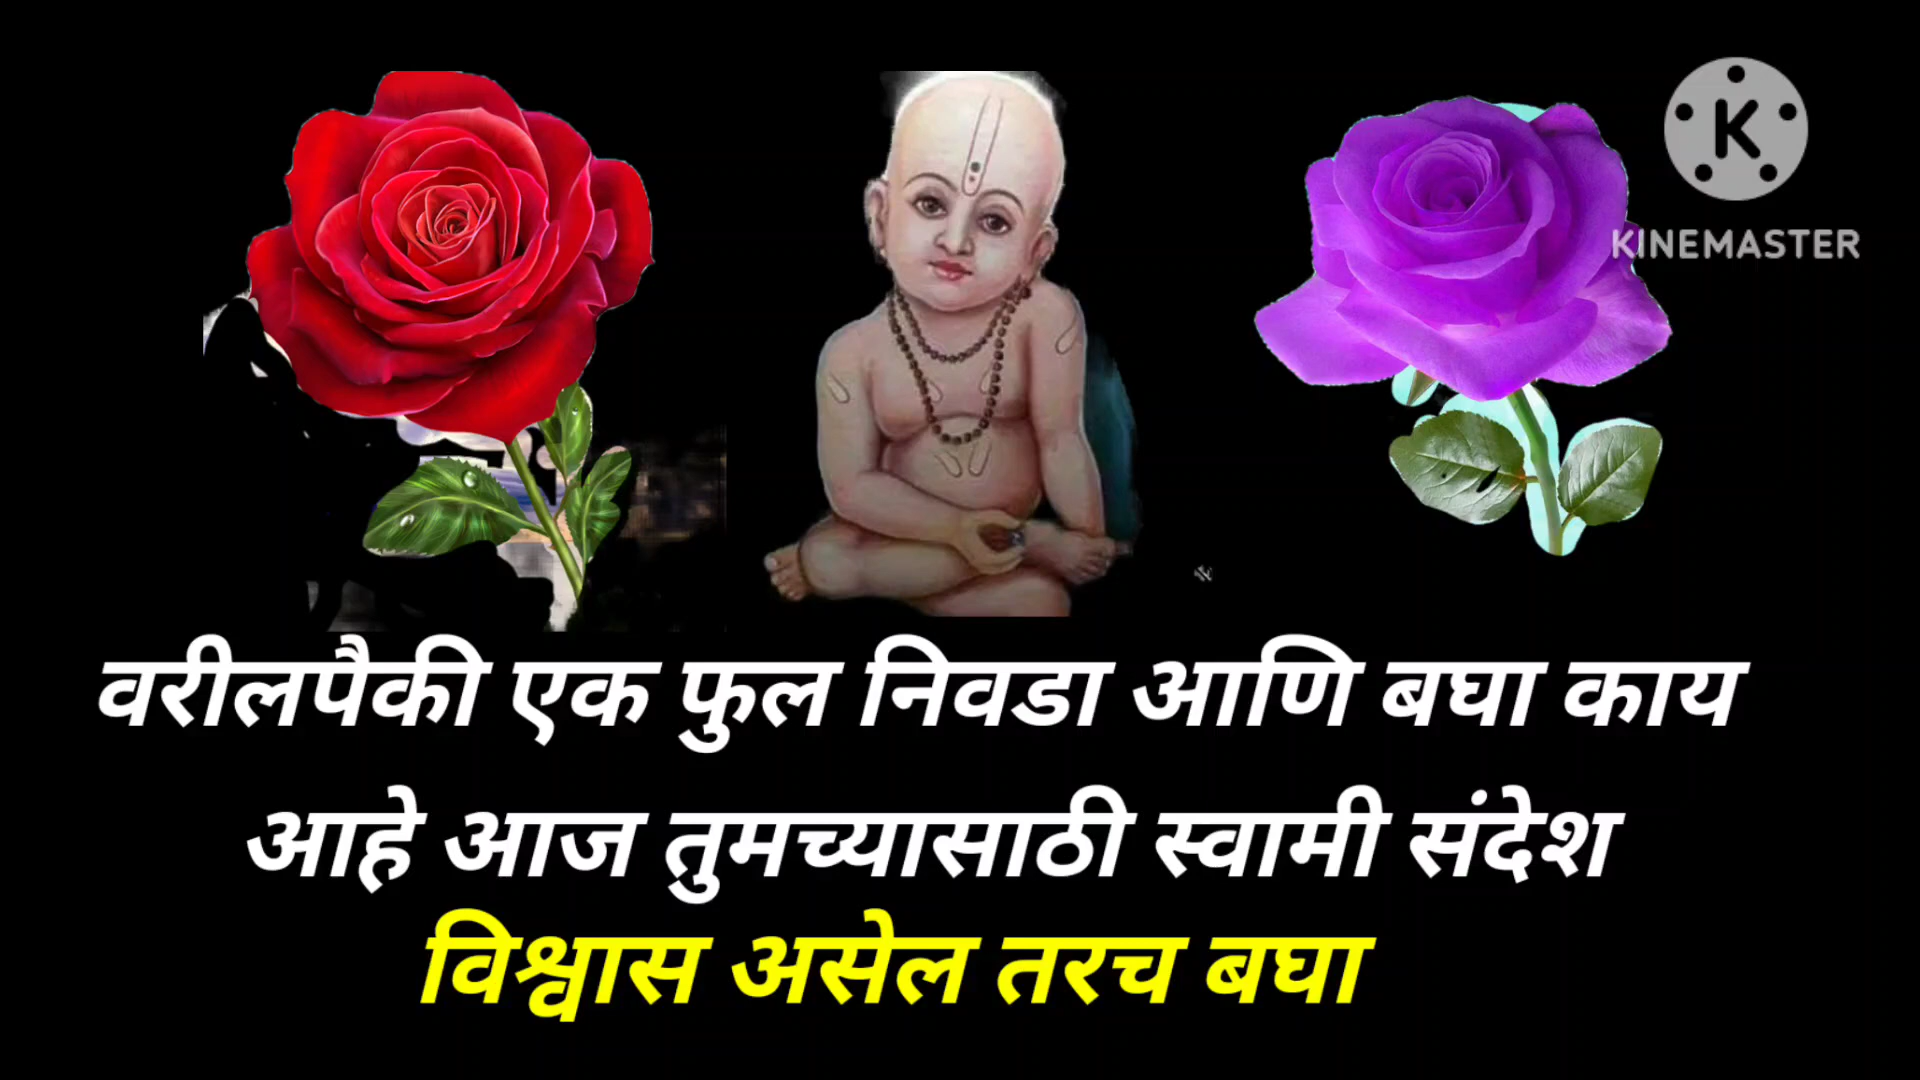 KINEMASTER
वरीलपैकी एक फुल निवडा आणि बघा काय
आहे आज तुमच्यासाठी स्वामी संदेश
विश्वास असेल तरच बघा